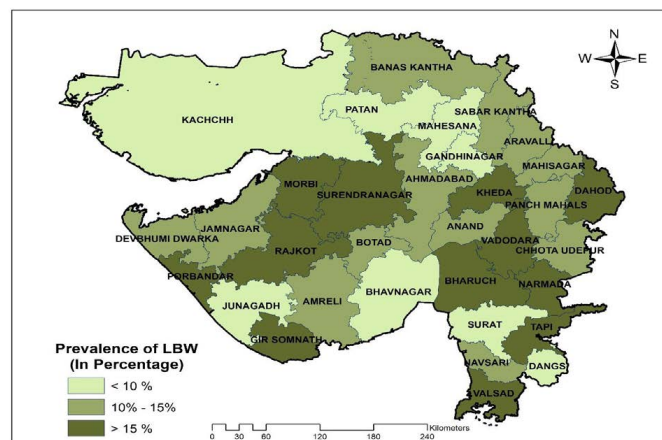 N
W E
S
BANAS KANTHA
KACHCHH
PATAN
SABAR KANTHA
MAHESANA
ARAVALI
GANDHINAGAR
MAHISAGAR
AHMADABAD
MORBI
KHEDA
DAHOD
SURENDRANAGAR
PANCH MAHALS
JAMNAGAR
ANAND
DEVBHUMI DWARKA
VADODARA
BOTAD
CHHOTA UDEPUR
RAJKOT
PORBANDAR
BHARUCH
NARMADA
BHAVNAGAR
JUNAGADH
AMRELI
SURAT
TAPI
GIR SOMNATH
NAVSARI
DANGS
VALSAD
Prevalence of LBW
(In Percentage)
< 10 %
10% - 15%
> 15 %
Kilometers
0 30 60 120 180 240